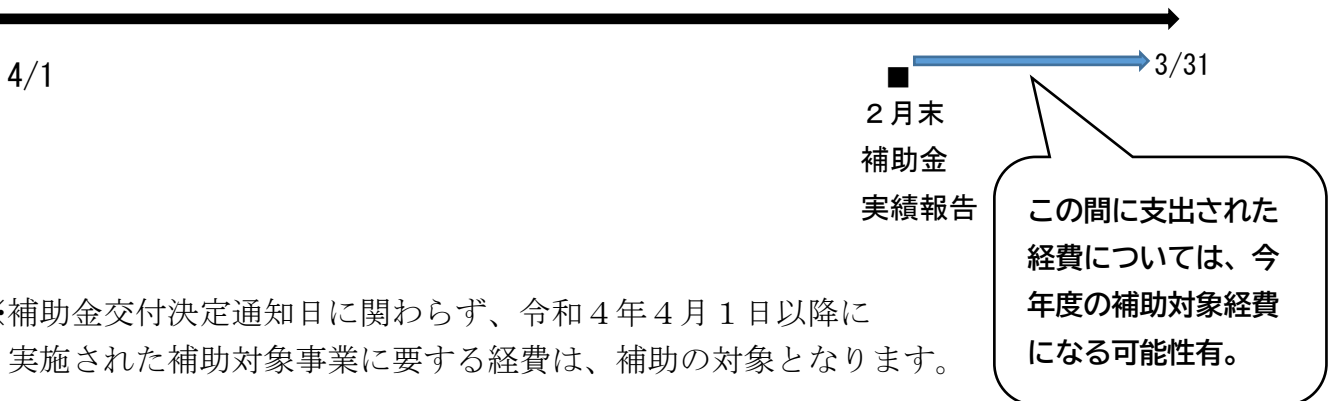 4/1
3/31
■
２月末
補助金
実績報告
この間に支出された
経費については、今
年度の補助対象経費
になる可能性有。
※補助金交付決定通知日に関わらず、令和４年４月１日以降に
実施された補助対象事業に要する経費は、補助の対象となります。